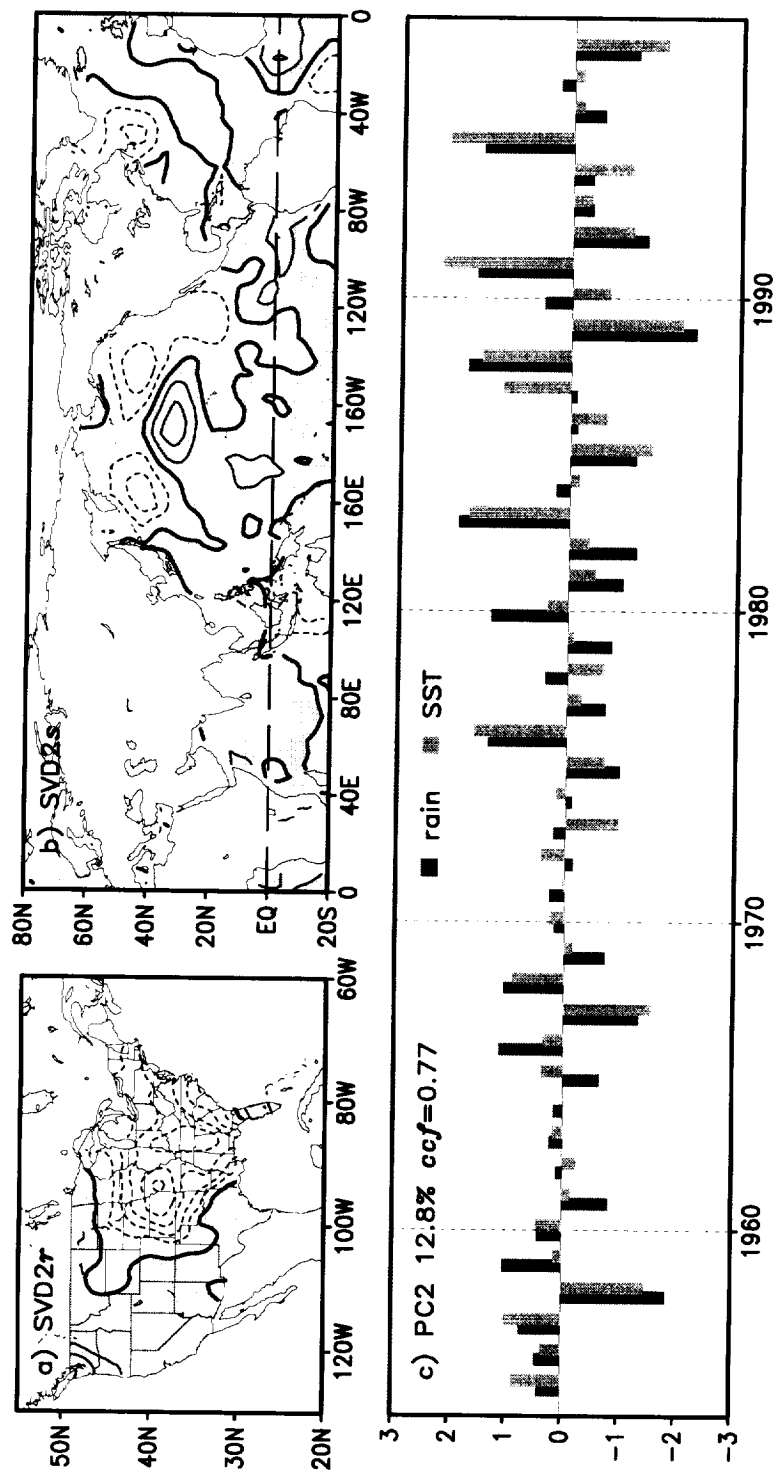 a) SVD2r
50N
40N
30N
20N
120W
100W
80W
60W
b) SVD2s
80N
60N
40N
20N
EQ
20S
0
40E
80E
120E
160E
160W
120W
80W
40W
0
c) PC2 12.8% ccf=0.77
rain
SST
3
2
1
0
-1
-2
-3
1960
1970
1980
1990